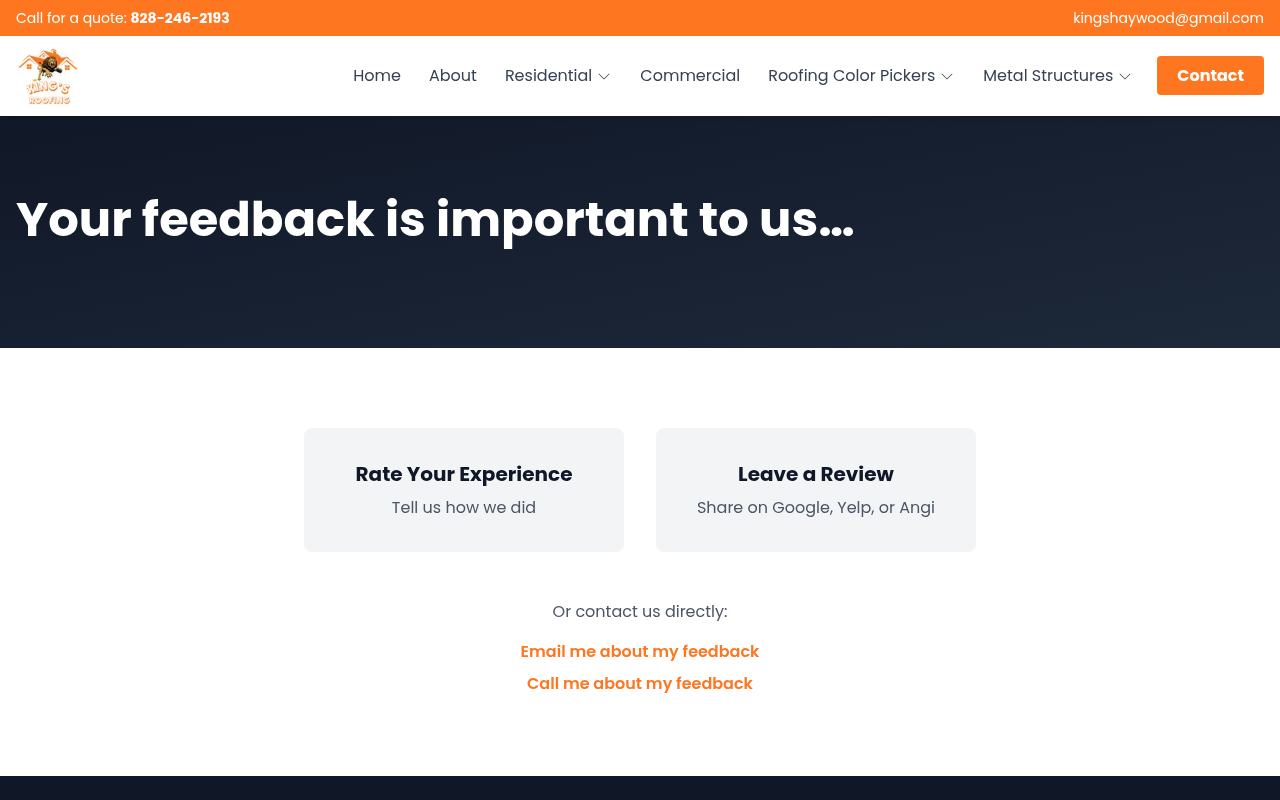 Call for a quote: 828-246-2193
kingshaywood@gmail.com
KING'S
ROOFING
Home
About
Residential
Commercial
Roofing Color Pickers
Metal Structures
Contact
Your feedback is important to us...
Rate Your Experience
Tell us how we did
Leave a Review
Share on Google, Yelp, or Angi
Or contact us directly:
Email me about my feedback
Call me about my feedback